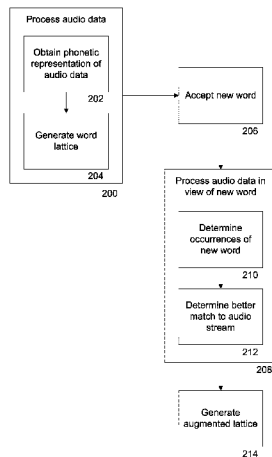 Process audio data
Obtain phonetic
representation of
audio data
202
Generate word
lattice
204
200
Accept new word
206
Process audio data in
view of new word
Determine
occurrences of
new word
210
Determine better
match to audio
stream
212
208
Generate
augmented lattice
214